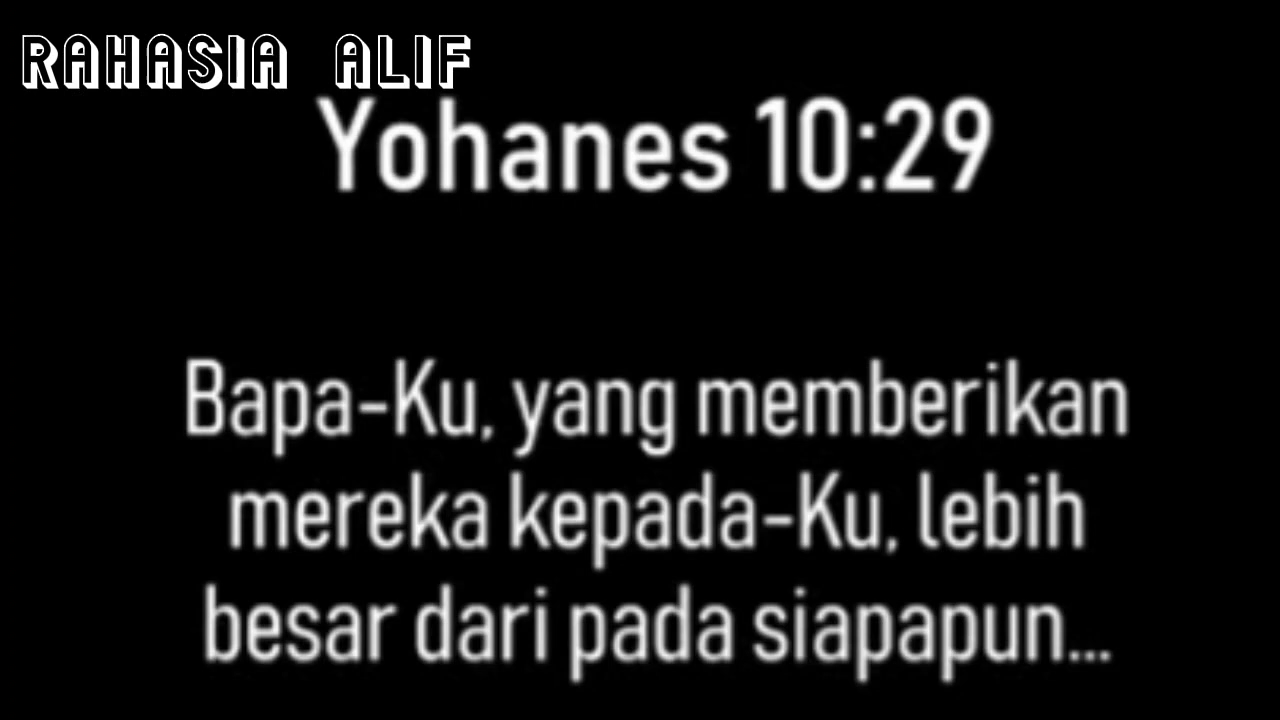 RAHASIA ALIF
Yohanes 10:29
Bapa-Ku, yang memberikan
mereka kepada-Ku, lebih
besar dari pada siapapun...